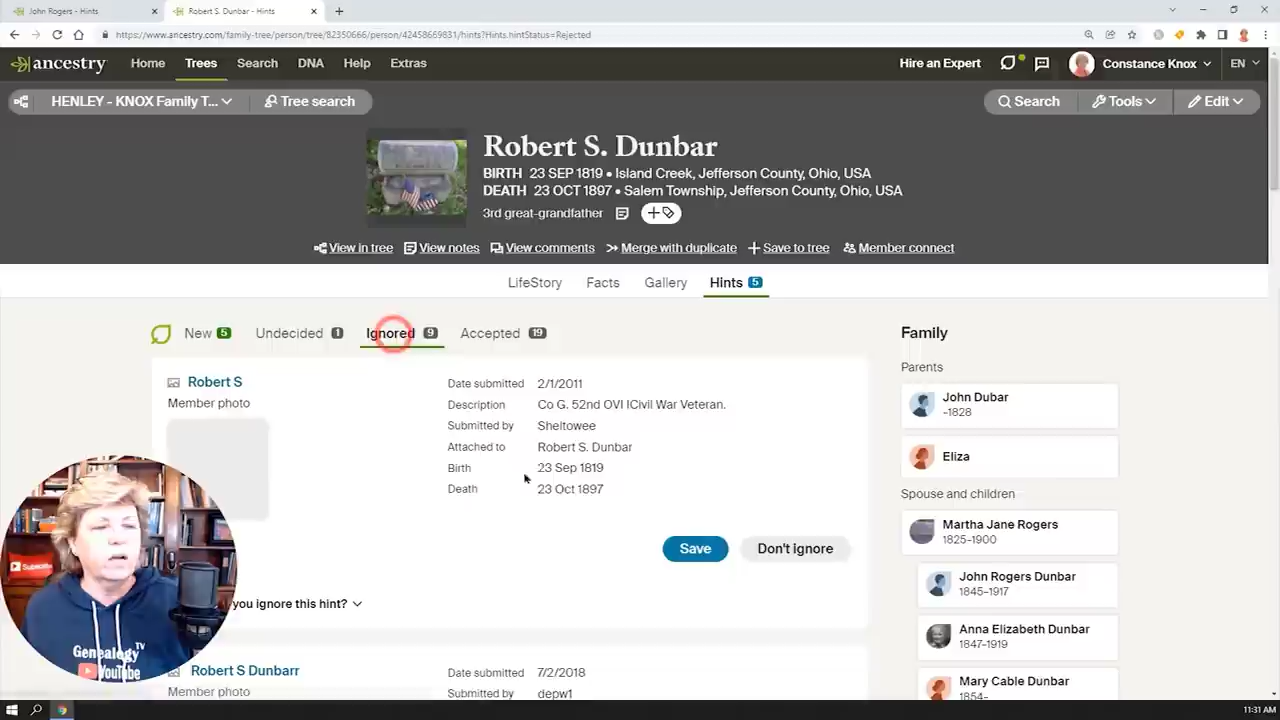 John Rogers - Hints
Robert S. Dunbar - Hints
https://www.ancestry.com/family-tree/person/tree/82350666/person/42458669831/hints?Hints.hintStatus=Rejected
ancestry Home Trees Search DNA Help Extras Hire an Expert Constance Knox EN
HENLEY - KNOX Family T... Tree search Search Tools Edit
Robert S. Dunbar
BIRTH 23 SEP 1819 • Island Creek, Jefferson County, Ohio, USA
DEATH 23 OCT 1897 • Salem Township, Jefferson County, Ohio, USA
3rd great-grandfather
View in tree View notes View comments Merge with duplicate Save to tree Member connect
LifeStory Facts Gallery Hints 5
New 5 Undecided 1 Ignored 9 Accepted 19
Robert S
Member photo
Date submitted 2/1/2011
Description Co G. 52nd OVI ICivil War Veteran.
Submitted by Sheltowee
Attached to Robert S. Dunbar
Birth 23 Sep 1819
Death 23 Oct 1897
Save Don't ignore
you ignore this hint?
Robert S Dunbarr
Member photo
Date submitted 7/2/2018
Submitted by depw1
Family
Parents
John Dubar
-1828
Eliza
Spouse and children
Martha Jane Rogers
1825-1900
John Rogers Dunbar
1845-1917
Anna Elizabeth Dunbar
1847-1919
Mary Cable Dunbar
1854-
Subscribe
Genealogy TV
YouTube
11:31 AM